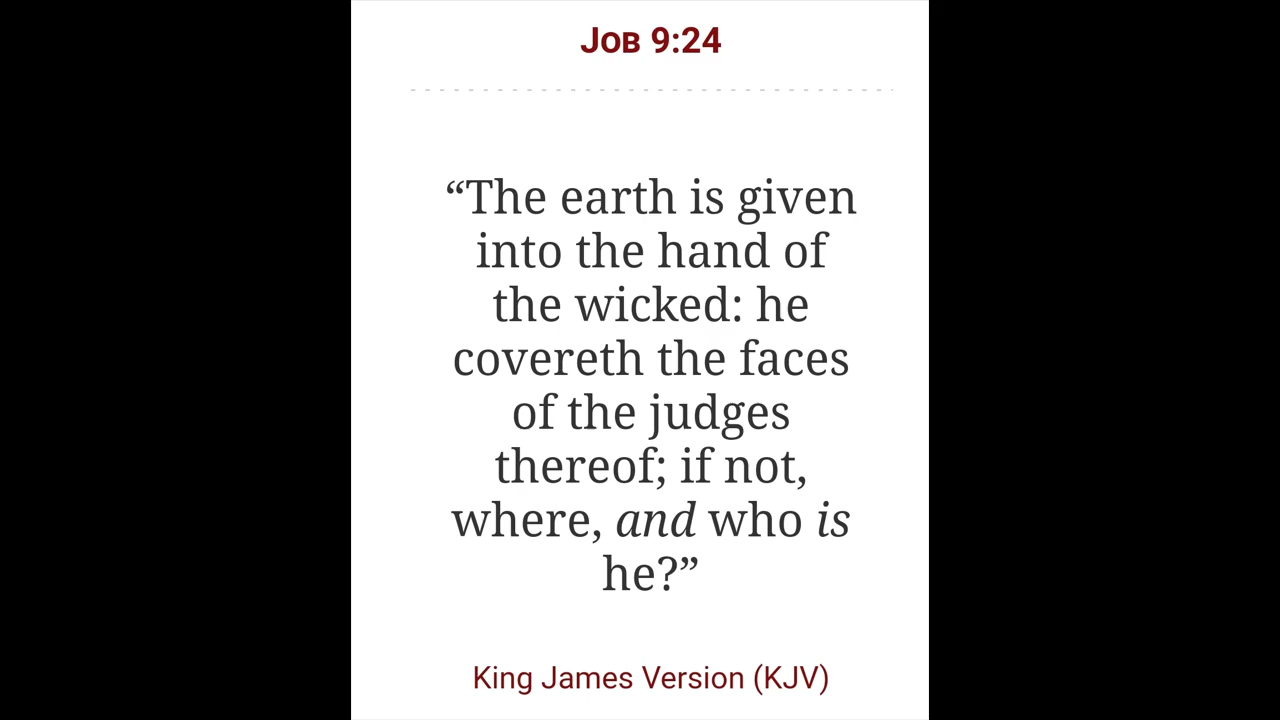 Job 9:24
“The earth is given
into the hand of
the wicked: he
covereth the faces
of the judges
thereof; if not,
where, and who is
he?”
King James Version (KJV)